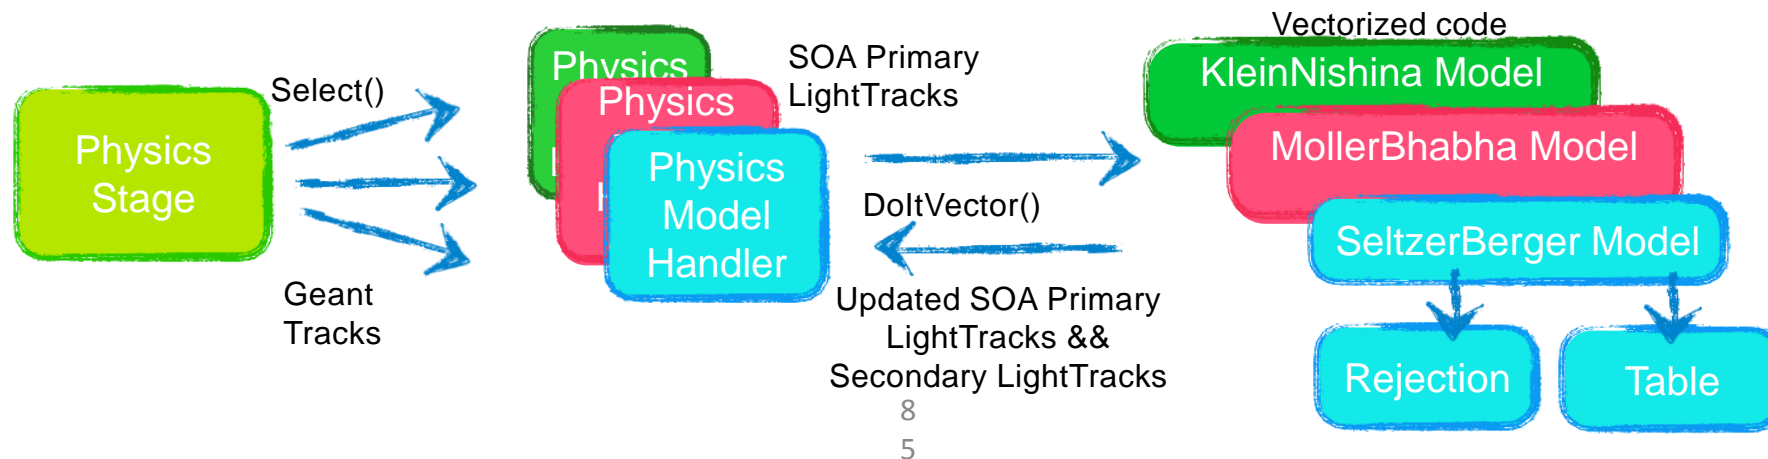 Physics
Stage
Select()
Geant
Tracks
Physics
Physics
Physics
Model
Handler
SOA Primary
LightTracks
DoItVector()
Updated SOA Primary
LightTracks &&
Secondary LightTracks
8
5
Vectorized code
KleinNishina Model
MollerBhabha Model
SeltzerBerger Model
Rejection
Table